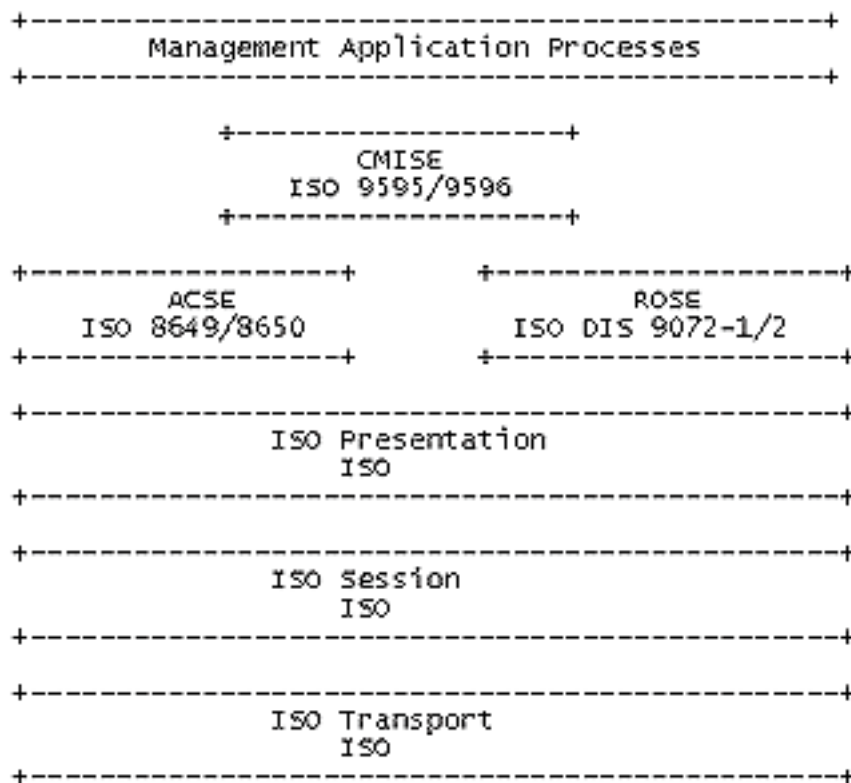 +-----------------------------------------------+
Management Application Processes
+-----------------------------------------------+
+-------------------+
CMISE
ISO 9595/9596
+-------------------+
+------------------+ +--------------------+
ACSE ROSE
ISO 8649/8650 ISO DIS 9072-1/2
+------------------+ +--------------------+
+-----------------------------------------------+
ISO Presentation
ISO
+-----------------------------------------------+
+-----------------------------------------------+
ISO Session
ISO
+-----------------------------------------------+
+-----------------------------------------------+
ISO Transport
ISO
+-----------------------------------------------+